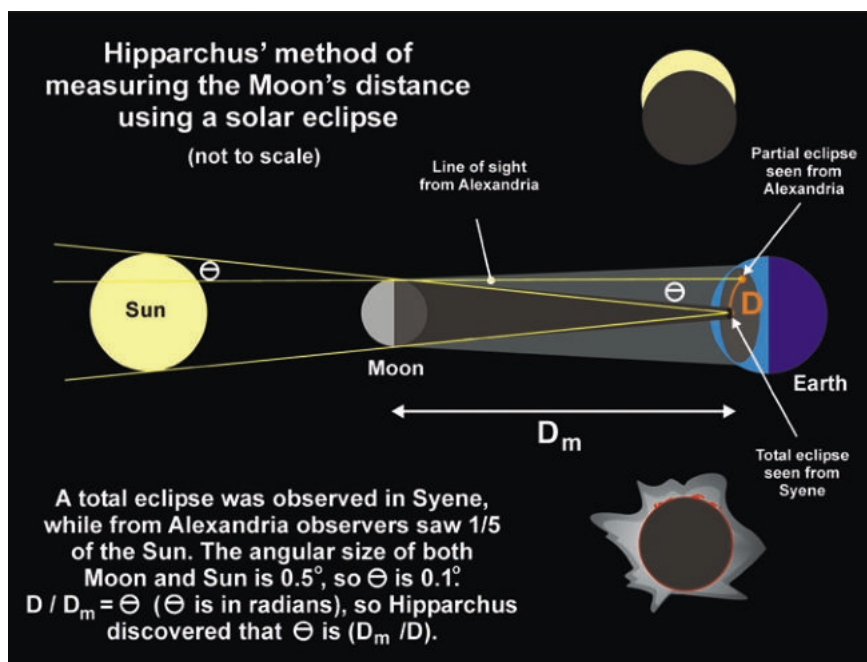 Hipparchus' method of
measuring the Moon's distance
using a solar eclipse
(not to scale)
Line of sight
from Alexandria
Partial eclipse
seen from
Alexandria
Ɵ
Sun
Ɵ
D
Moon
Earth
Dm
Total eclipse
seen from
Syene
A total eclipse was observed in Syene,
while from Alexandria observers saw 1/5
of the Sun. The angular size of both
Moon and Sun is 0.5°, so Ɵ is 0.1°.
D / Dm = Ɵ ( Ɵ is in radians), so Hipparchus
discovered that Ɵ is (Dm /D).